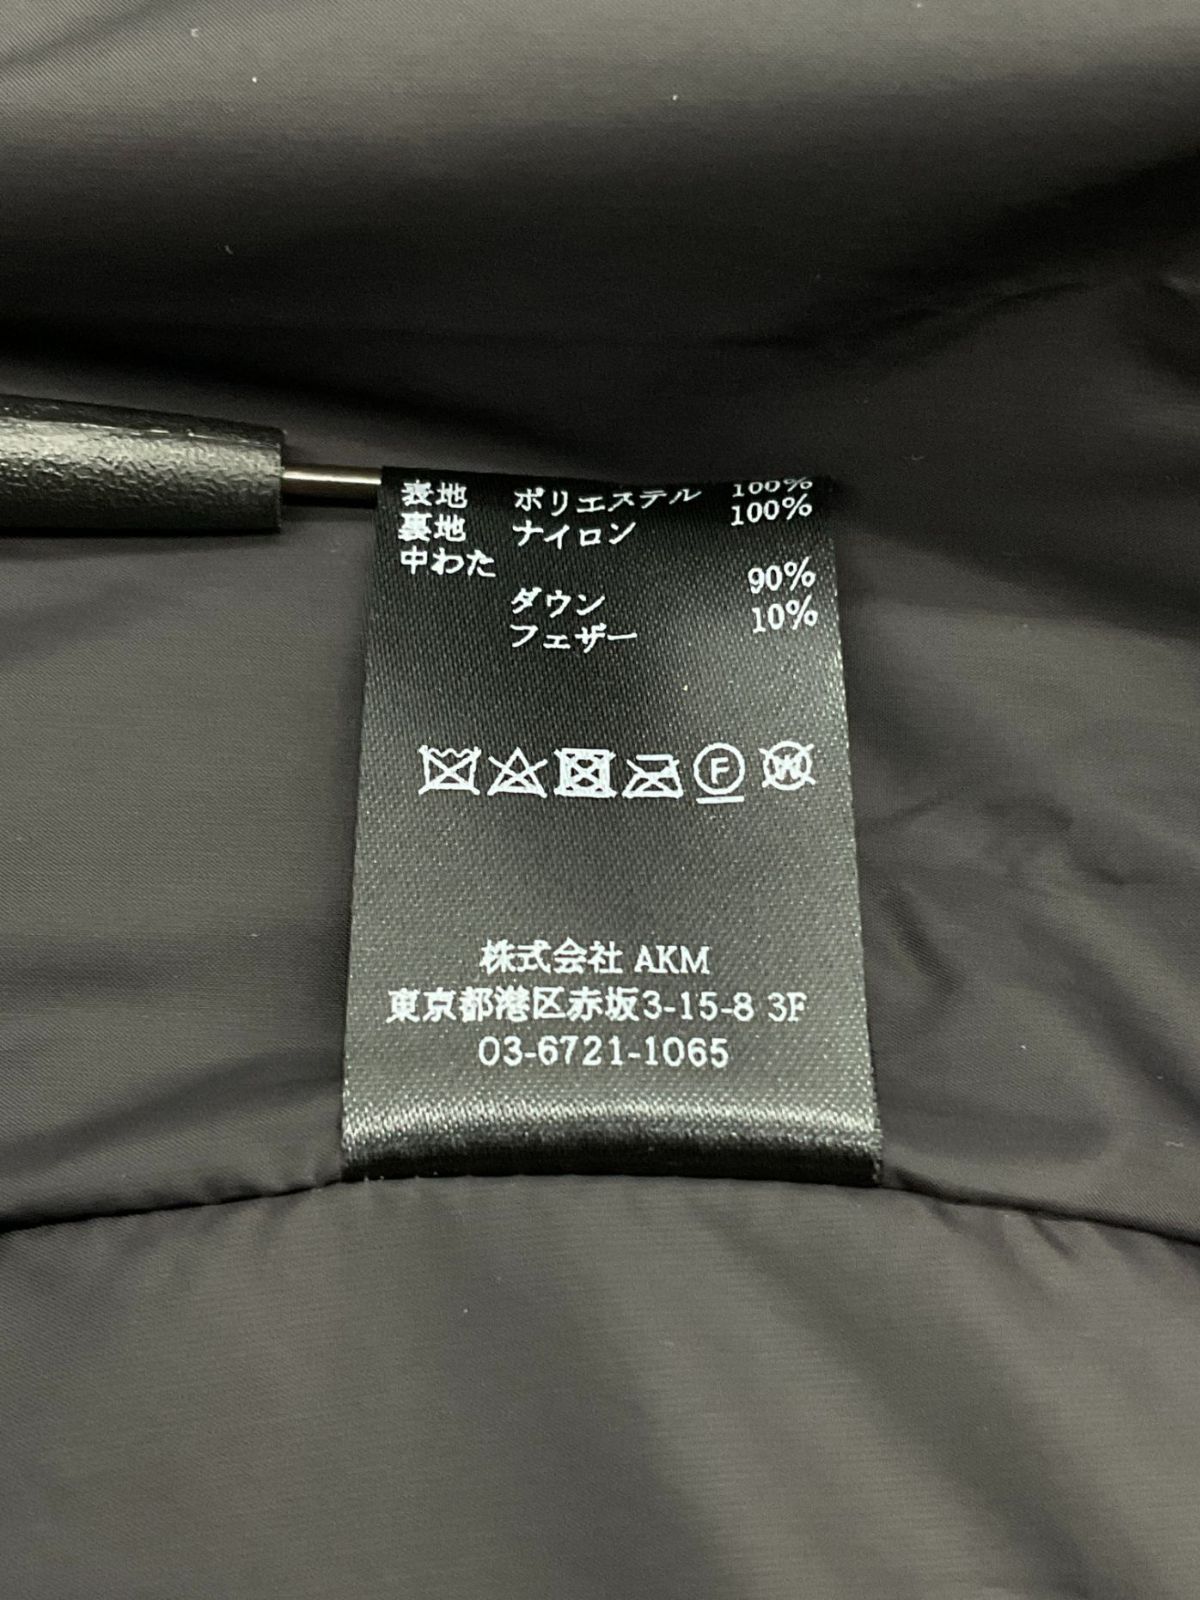 表地 ポリエステル 100%
裏地 ナイロン 100%
中わた
ダウン 90%
フェザー 10%
F
W
株式会社 AKM
東京都港区赤坂3-15-8 3F
03-6721-1065